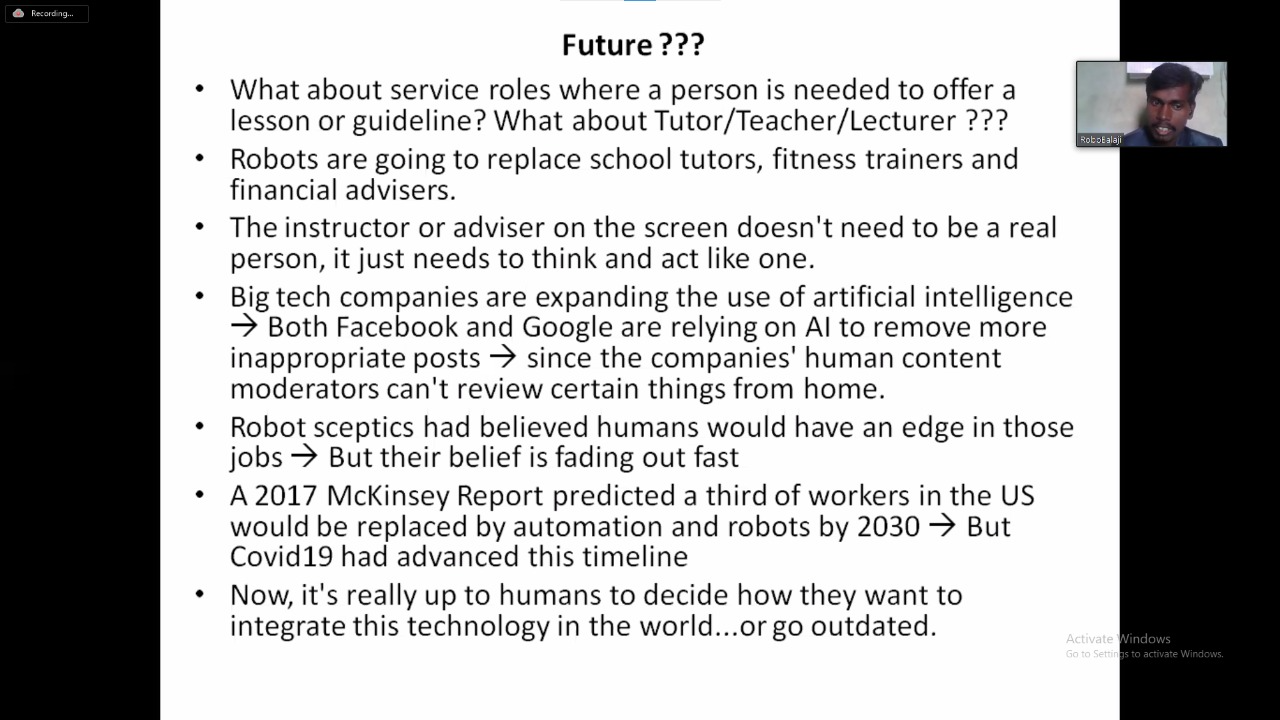 Recording...
Future ???
• What about service roles where a person is needed to offer a
lesson or guideline? What about Tutor/Teacher/Lecturer ???
• Robots are going to replace school tutors, fitness trainers and
financial advisers.
• The instructor or adviser on the screen doesn't need to be a real
person, it just needs to think and act like one.
• Big tech companies are expanding the use of artificial intelligence
→ Both Facebook and Google are relying on AI to remove more
inappropriate posts → since the companies' human content
moderators can't review certain things from home.
• Robot sceptics had believed humans would have an edge in those
jobs → But their belief is fading out fast
• A 2017 McKinsey Report predicted a third of workers in the US
would be replaced by automation and robots by 2030 → But
Covid19 had advanced this timeline
• Now, it's really up to humans to decide how they want to
integrate this technology in the world...or go outdated.
RoboBalaji
Activate Windows
Go to Settings to activate Windows.